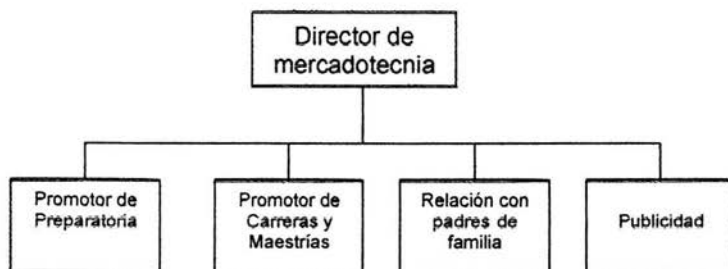 Director de
mercadotecnia
Promotor de
Preparatoria
Promotor de
Carreras y
Maestrías
Relación con
padres de
familia
Publicidad